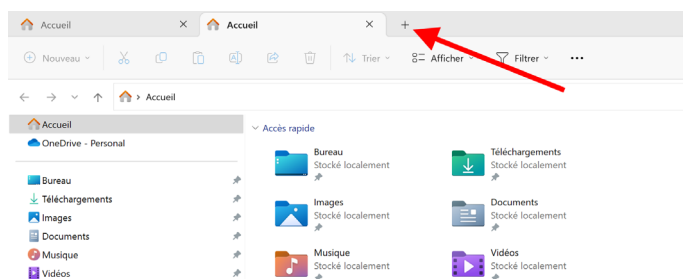 Accueil
Accueil
Nouveau
Trier
Afficher
Filtrer
Accueil
Accueil
OneDrive - Personal
Bureau
Téléchargements
Images
Documents
Musique
Vidéos
Accès rapide
Bureau
Stocké localement
Téléchargements
Stocké localement
Images
Stocké localement
Documents
Stocké localement
Musique
Stocké localement
Vidéos
Stocké localement